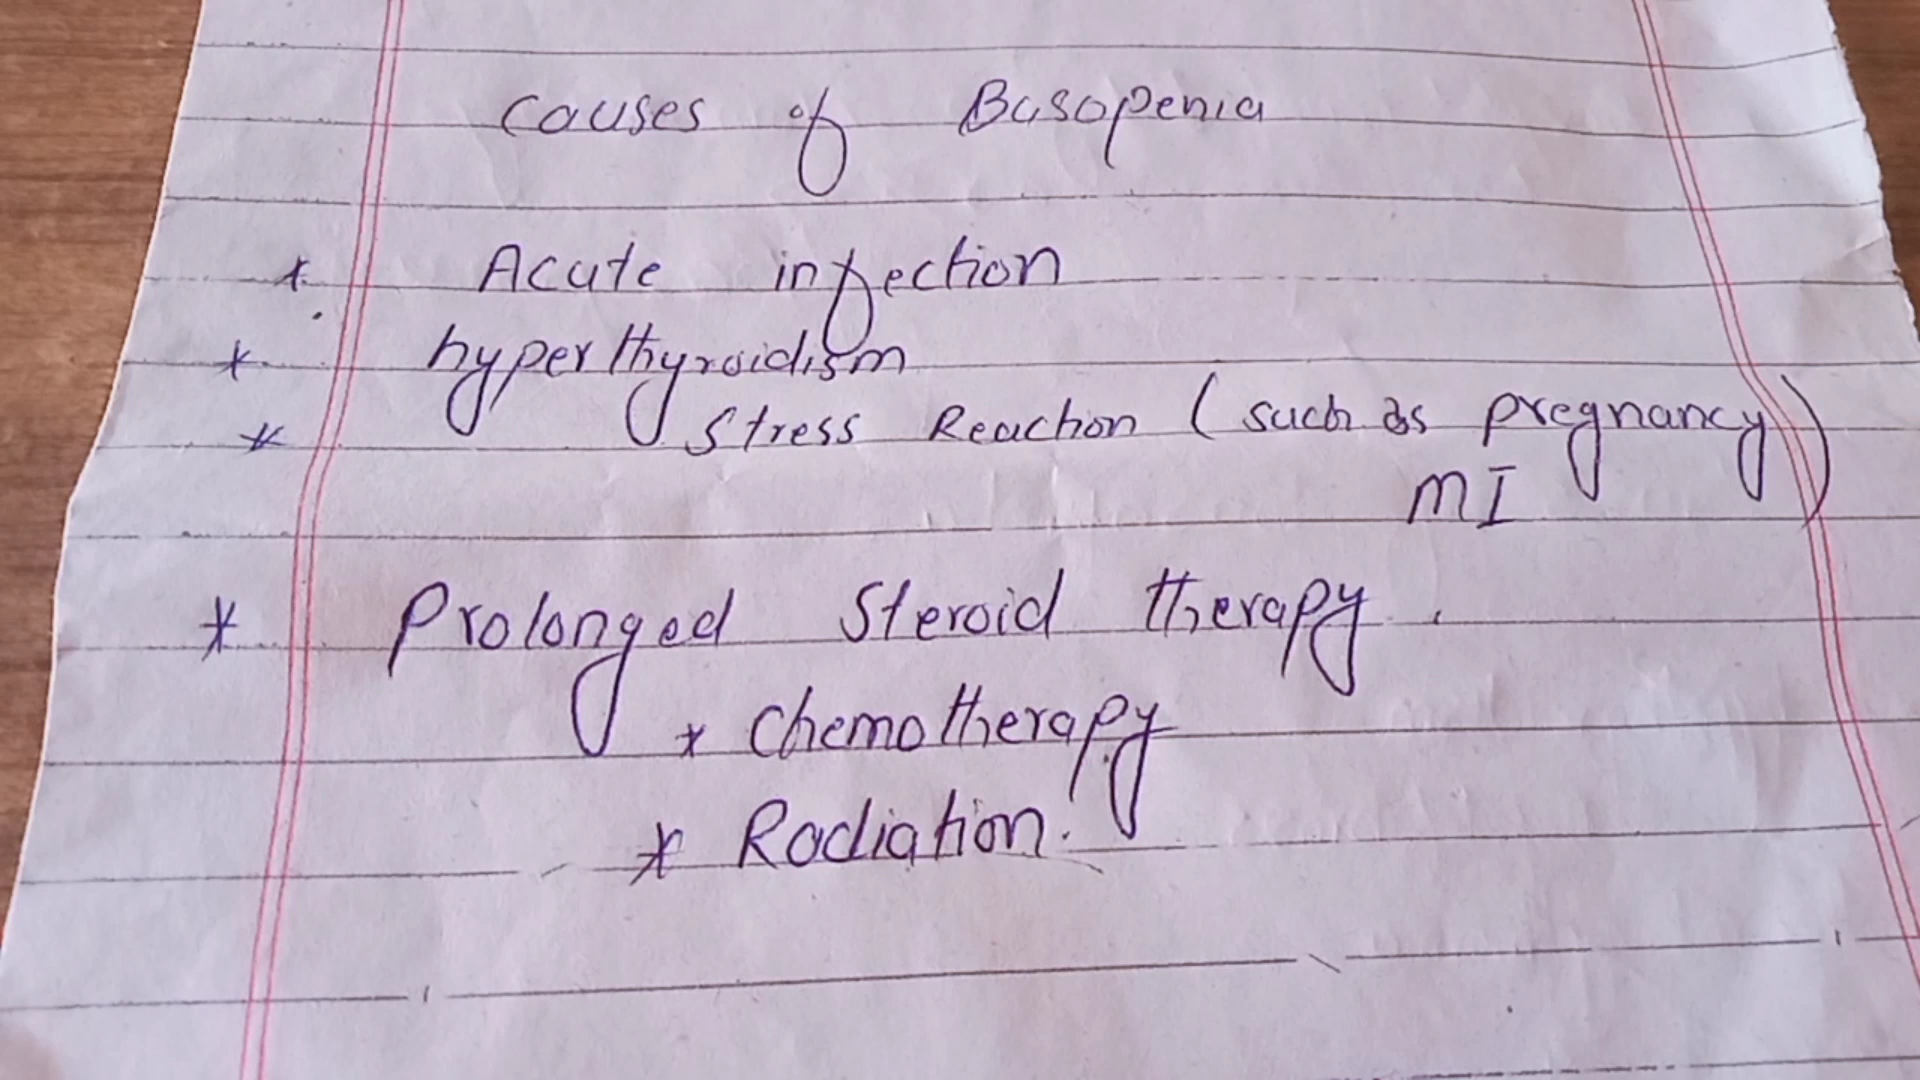 causes of Basopenia
* Acute infection
* hyperthyroidism
* Stress Reaction (such as pregnancy)
MI
* Prolonged Steroid therapy.
* Chemotherapy
* Radiation.